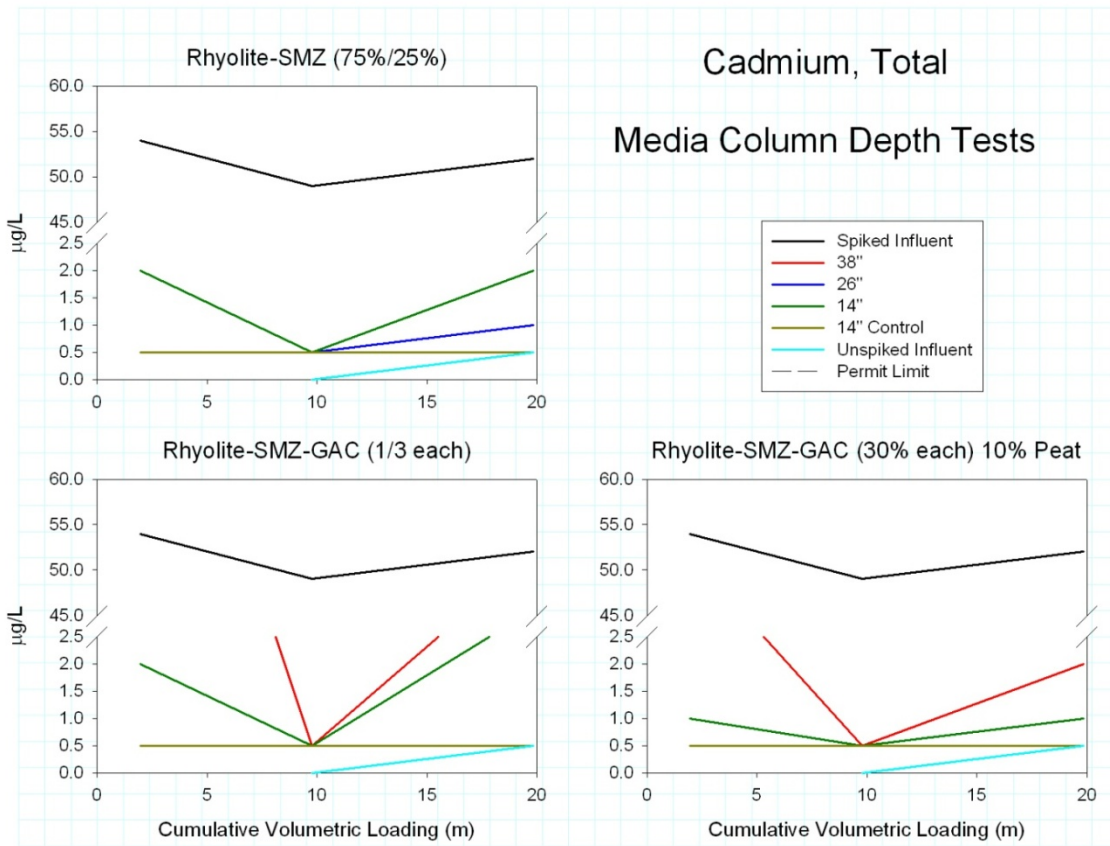 Cadmium, Total
Media Column Depth Tests
Rhyolite-SMZ (75%/25%)
µg/L
60.0
55.0
50.0
45.0
2.5
2.0
1.5
1.0
0.5
0.0
0 5 10 15 20
Spiked Influent
38"
26"
14"
14" Control
Unspiked Influent
Permit Limit
Rhyolite-SMZ-GAC (1/3 each)
µg/L
60.0
55.0
50.0
45.0
2.5
2.0
1.5
1.0
0.5
0.0
0 5 10 15 20
Cumulative Volumetric Loading (m)
Rhyolite-SMZ-GAC (30% each) 10% Peat
60.0
55.0
50.0
45.0
2.5
2.0
1.5
1.0
0.5
0.0
0 5 10 15 20
Cumulative Volumetric Loading (m)